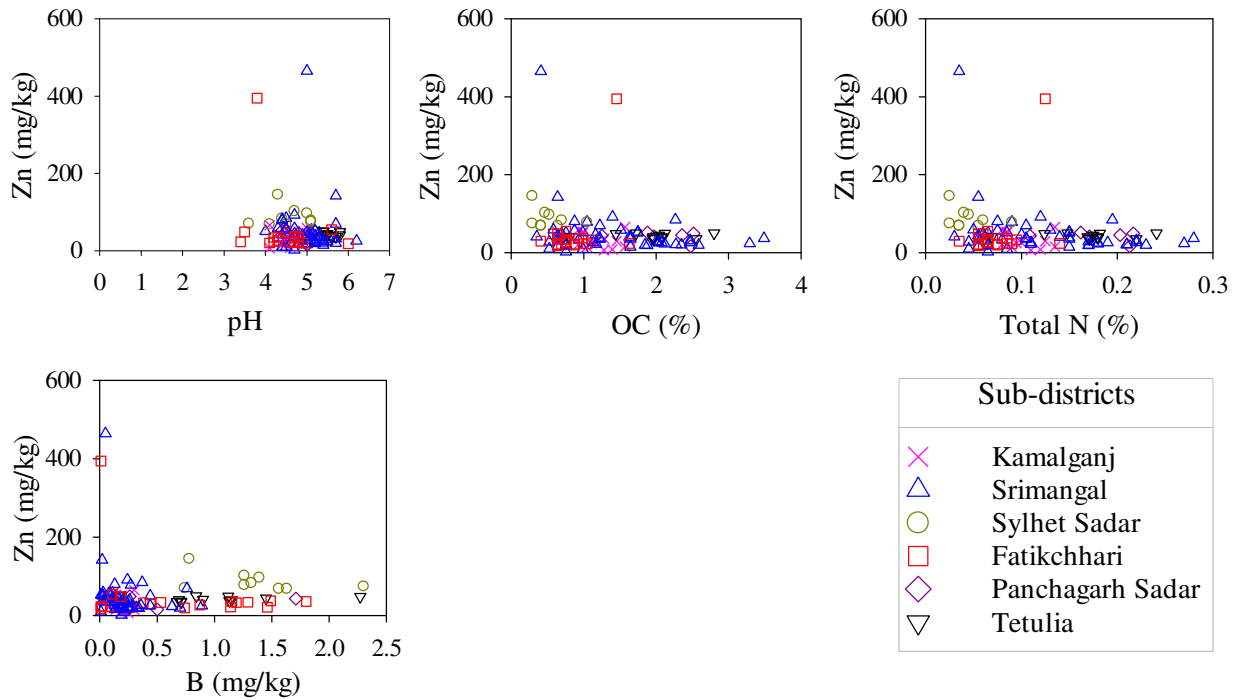 600
400
200
0
Zn (mg/kg)
0 1 2 3 4 5 6 7
pH
600
400
200
0
Zn (mg/kg)
0 1 2 3 4
OC (%)
600
400
200
0
Zn (mg/kg)
0.0 0.1 0.2 0.3
Total N (%)
600
400
200
0
Zn (mg/kg)
0.0 0.5 1.0 1.5 2.0 2.5
B (mg/kg)
Sub-districts
Kamalganj
Srimangal
Sylhet Sadar
Fatikchhari
Panchagarh Sadar
Tetulia